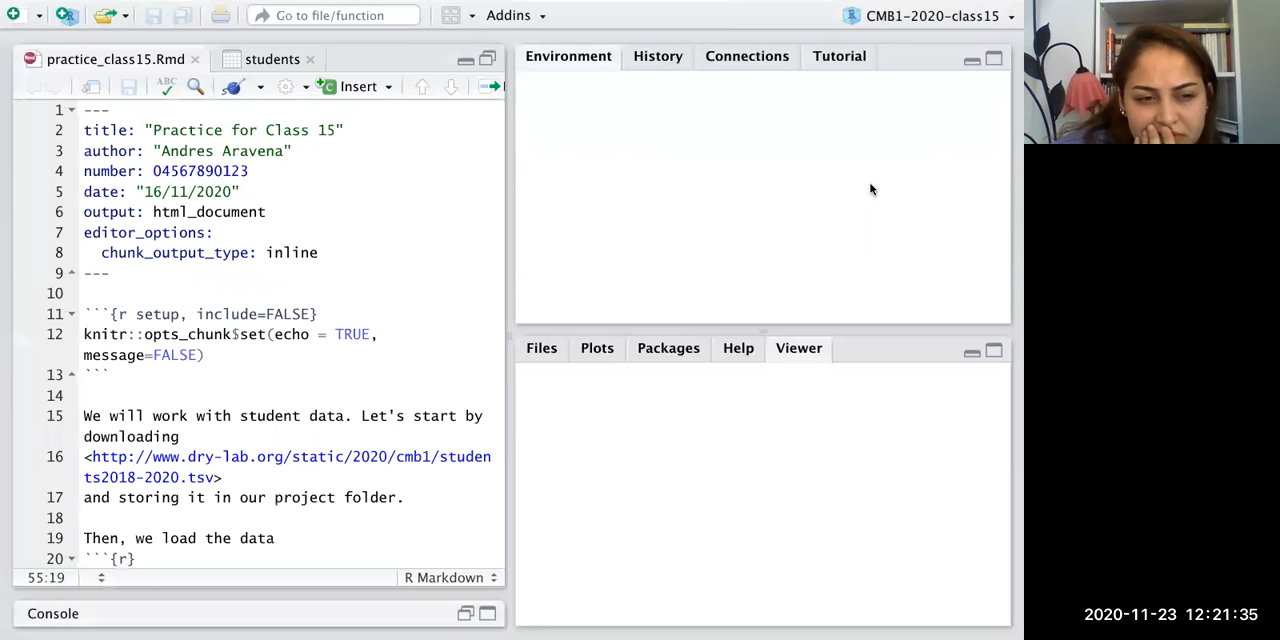 Go to file/function
Addins
CMB1-2020-class15
practice_class15.Rmd
students
ABC
Insert
Environment
History
Connections
Tutorial
1 ---
2 title: "Practice for Class 15"
3 author: "Andres Aravena"
4 number: 04567890123
5 date: "16/11/2020"
6 output: html_document
7 editor_options:
8 chunk_output_type: inline
9 ---
10
11 ```{r setup, include=FALSE}
12 knitr::opts_chunk$set(echo = TRUE,
message=FALSE)
13 ```
14
15 We will work with student data. Let's start by
downloading
16 <http://www.dry-lab.org/static/2020/cmb1/studen
ts2018-2020.tsv>
17 and storing it in our project folder.
18
19 Then, we load the data
20 ```{r}
55:19
R Markdown
Console
Files
Plots
Packages
Help
Viewer
2020-11-23 12:21:35